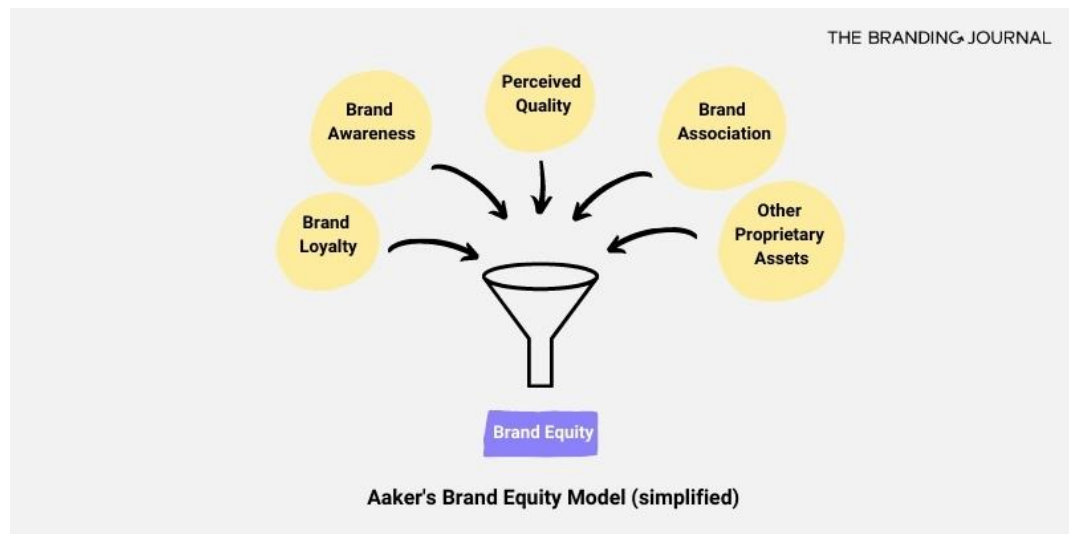 THE BRANDING JOURNAL
Perceived
Quality
Brand
Awareness
Brand
Association
Brand
Loyalty
Other
Proprietary
Assets
Brand Equity
Aaker's Brand Equity Model (simplified)